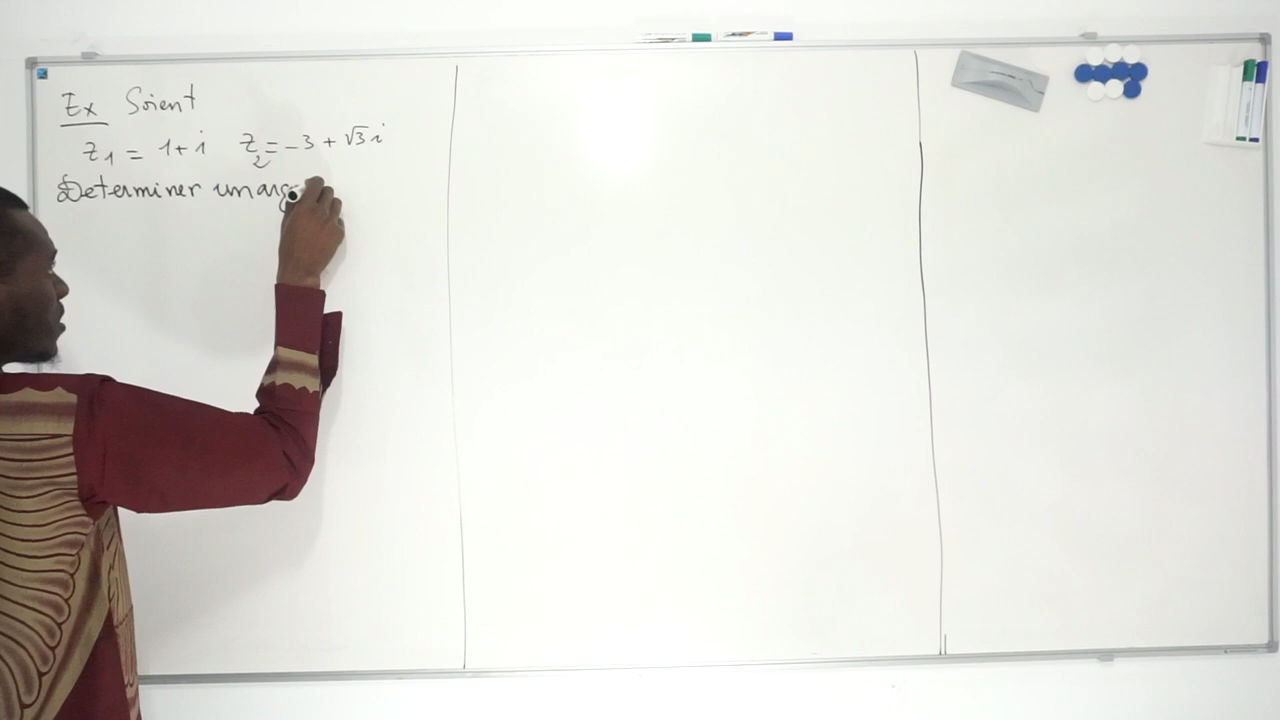 Ex Soient
z1 = 1+i z2 = -3 + √3 i
Determiner un arg